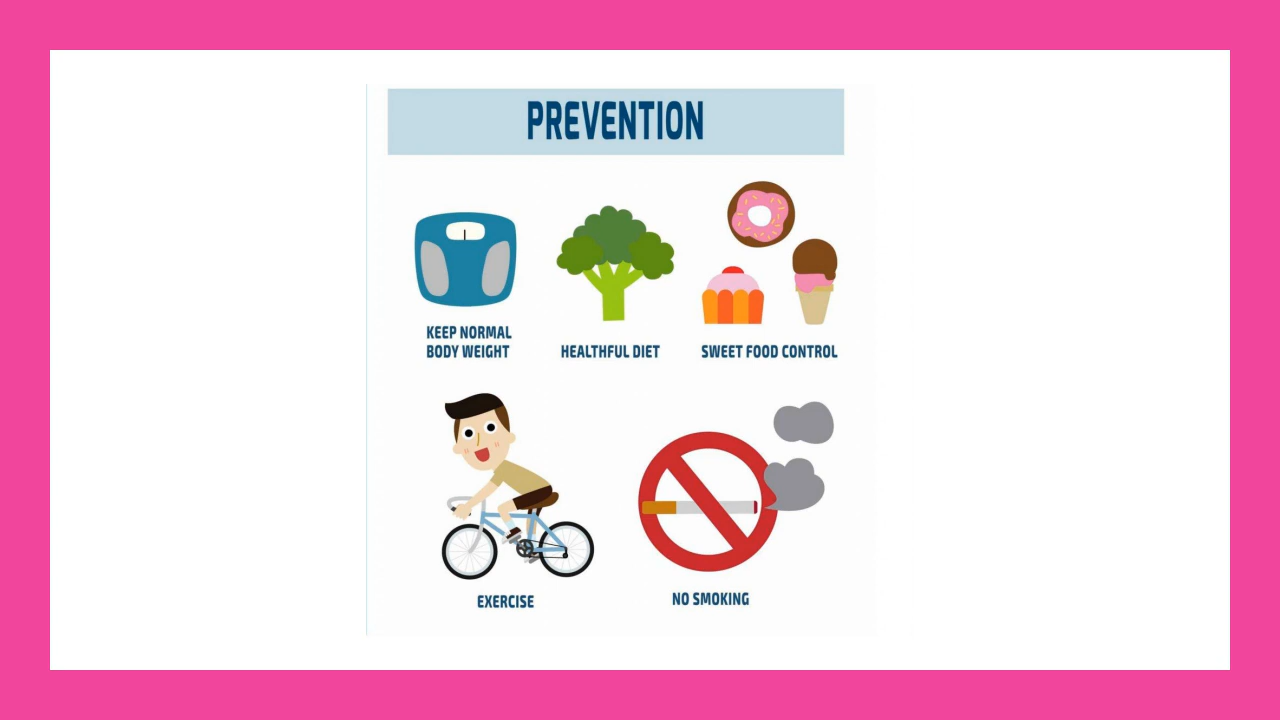 PREVENTION
KEEP NORMAL
BODY WEIGHT
HEALTHFUL DIET
SWEET FOOD CONTROL
EXERCISE
NO SMOKING